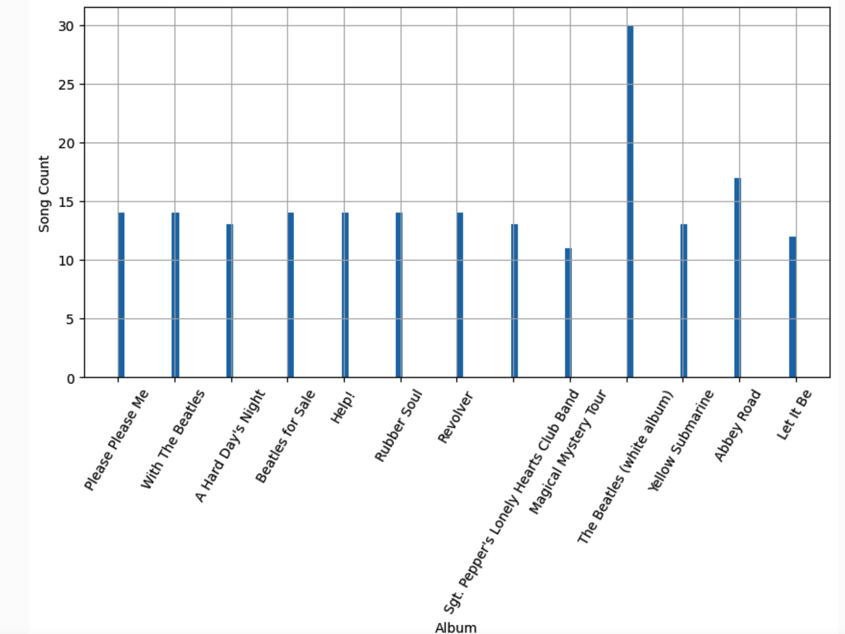 30
25
20
15
10
5
0
Song Count
Please Please Me
With The Beatles
A Hard Day's Night
Beatles for Sale
Help!
Rubber Soul
Revolver
Sgt. Pepper's Lonely Hearts Club Band
Magical Mystery Tour
The Beatles (white album)
Yellow Submarine
Abbey Road
Let It Be
Album